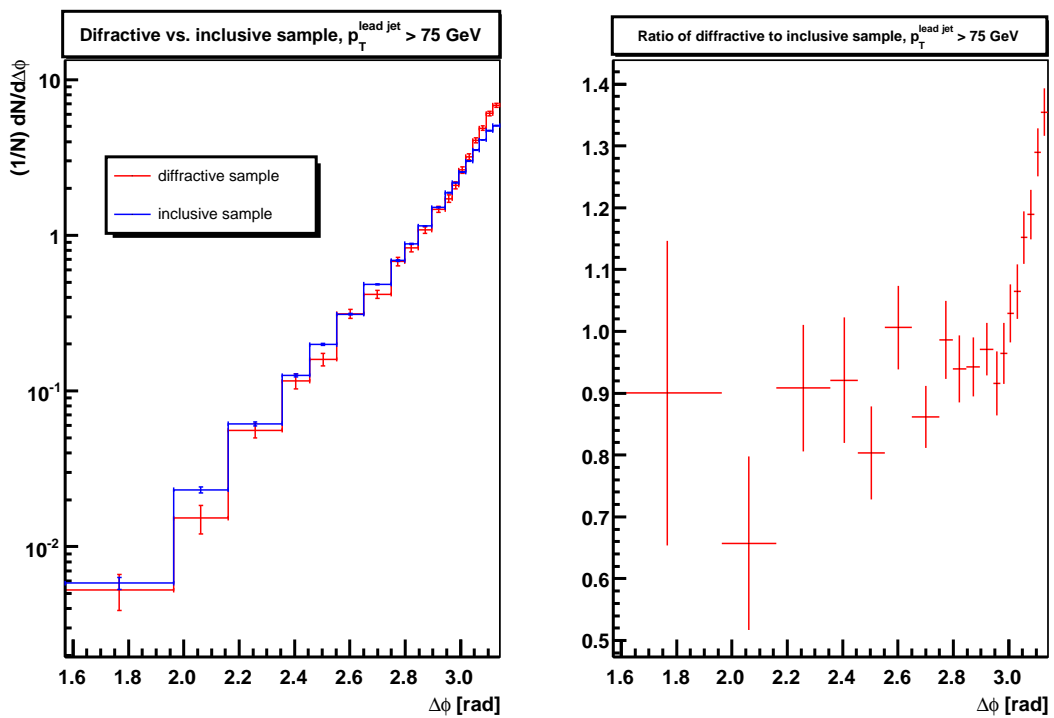 Difractive vs. inclusive sample, p_T^lead jet > 75 GeV
(1/N) dN/dΔϕ
10
1
10^-1
10^-2
diffractive sample
inclusive sample
1.6 1.8 2.0 2.2 2.4 2.6 2.8 3.0
Δϕ [rad]
Ratio of diffractive to inclusive sample, p_T^lead jet > 75 GeV
1.4
1.3
1.2
1.1
1.0
0.9
0.8
0.7
0.6
0.5
1.6 1.8 2.0 2.2 2.4 2.6 2.8 3.0
Δϕ [rad]